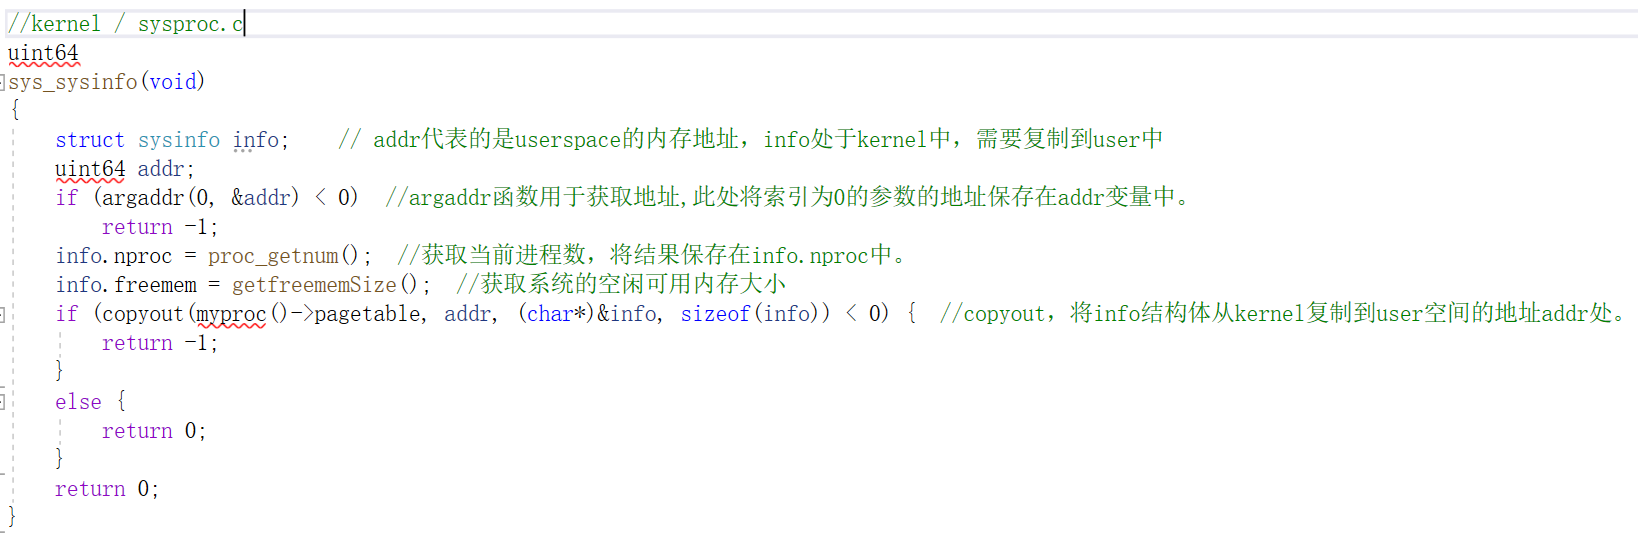 //kernel / sysproc.c
uint64
sys_sysinfo(void)
{
    struct sysinfo info;    // addr代表的是userspace的内存地址，info处于kernel中，需要复制到user中
    uint64 addr;
    if (argaddr(0, &addr) < 0)  //argaddr函数用于获取地址,此处将索引为0的参数的地址保存在addr变量中。
        return -1;
    info.nproc = proc_getnum();  //获取当前进程数，将结果保存在info.nproc中。
    info.freemem = getfreememSize();  //获取系统的空闲可用内存大小
    if (copyout(myproc()->pagetable, addr, (char*)&info, sizeof(info)) < 0) {  //copyout，将info结构体从kernel复制到user空间的地址addr处。
        return -1;
    }
    else {
        return 0;
    }
    return 0;
}